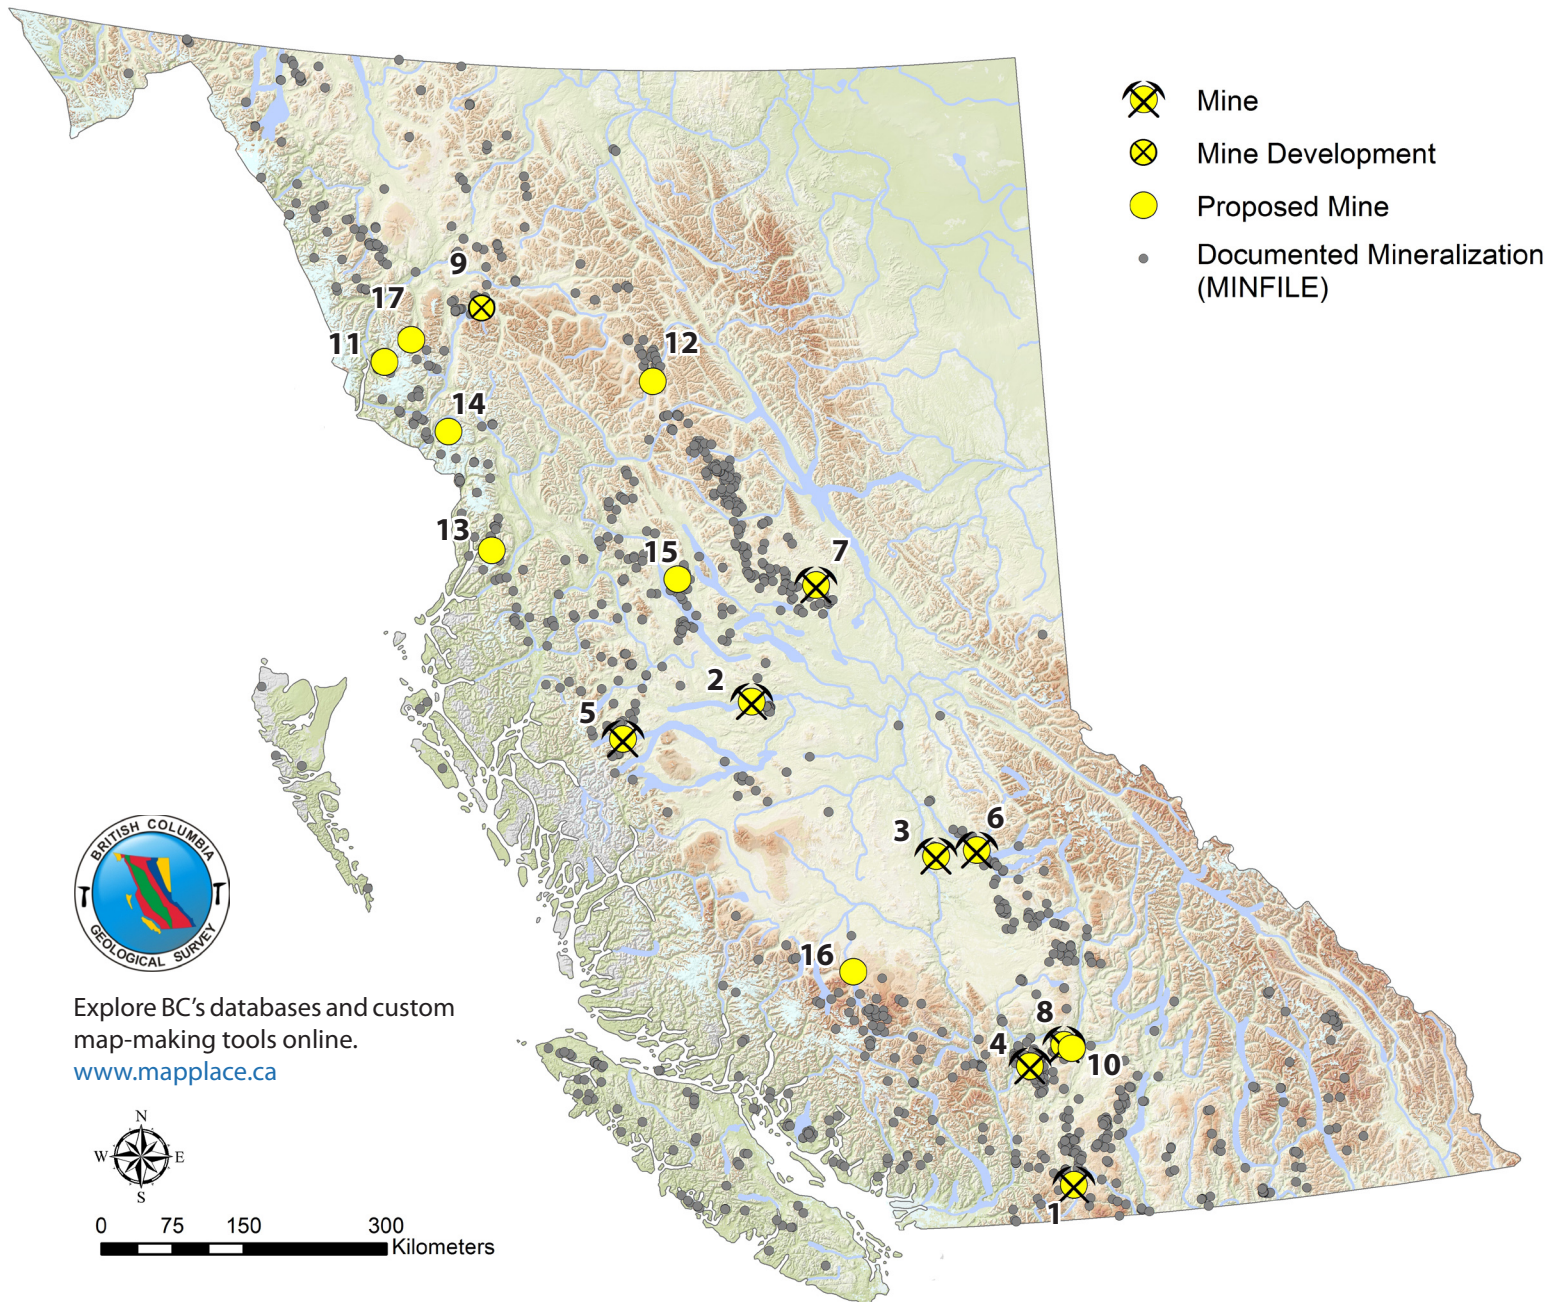 Mine
Mine Development
Proposed Mine
Documented Mineralization
(MINFILE)
9
17
11
12
14
13
15
7
2
5
3
6
16
8
4
10
1
BRITISH COLUMBIA
GEOLOGICAL SURVEY
Explore BC's databases and custom
map-making tools online.
www.mapplace.ca
N
W E
S
0 75 150 300
Kilometers